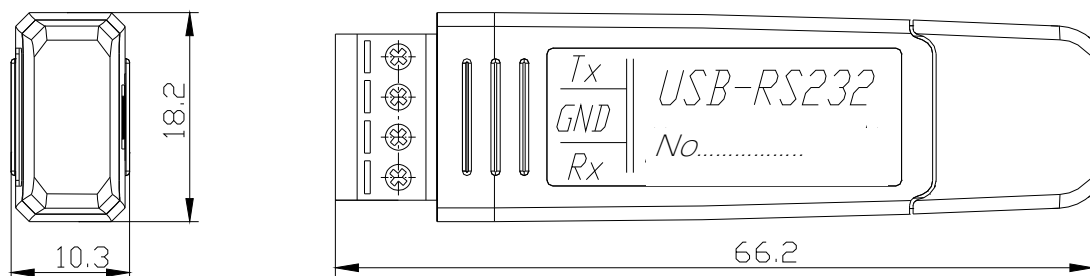 18.2
10.3
Tx
GND
Rx
USB-RS232
No...............
66.2